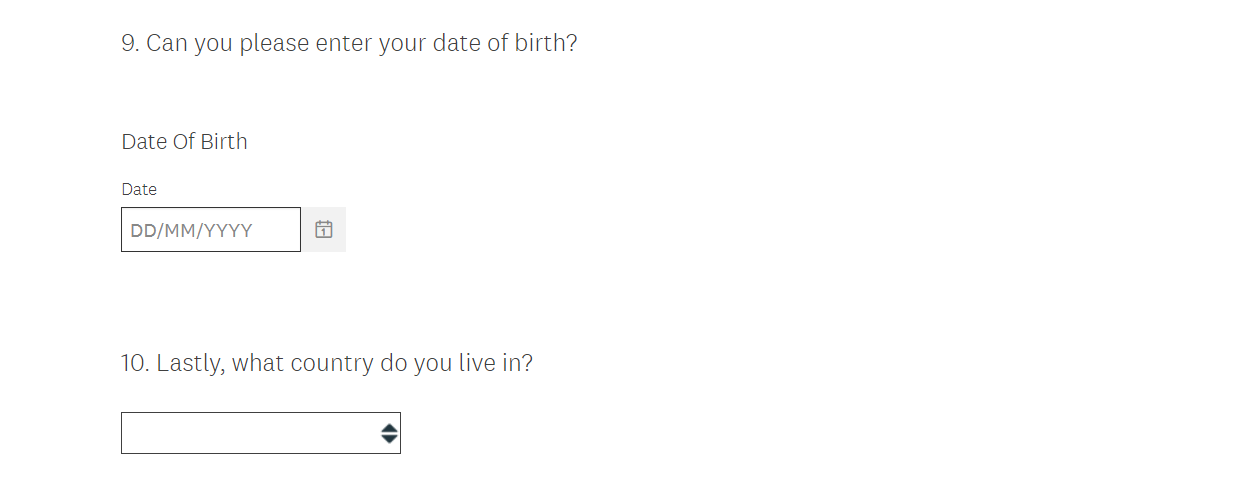 9. Can you please enter your date of birth?
Date Of Birth
Date
DD/MM/YYYY
1
10. Lastly, what country do you live in?